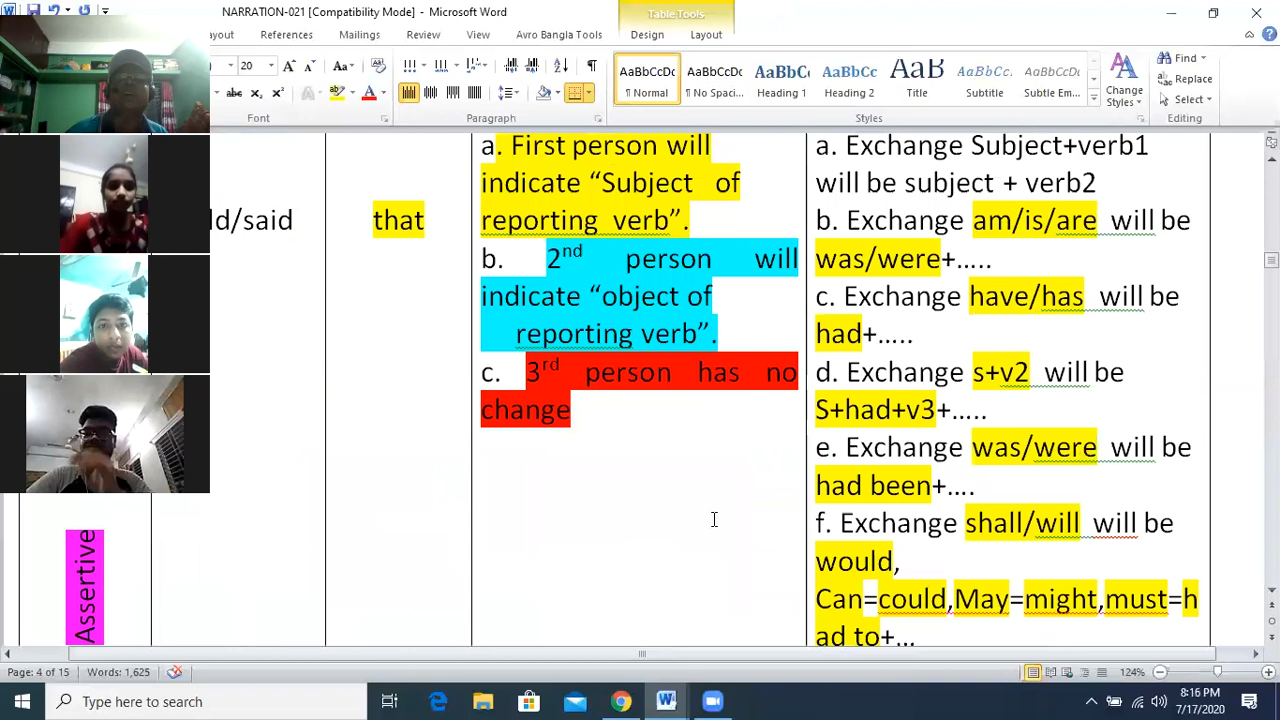 NARRATION-021 [Compatibility Mode] - Microsoft Word
Table Tools
ayout References Mailings Review View Avro Bangla Tools Design Layout
20
AaBbCcDc AaBbCcDc AaBbCc AaBbCc AaB AaBbCcL AaBbCcDc
¶ Normal ¶ No Spaci... Heading 1 Heading 2 Title Subtitle Subtle Em...
Change Styles
Find
Replace
Select
Font Paragraph Styles Editing
ld/said
that
a. First person will
indicate “Subject of
reporting verb”.
b. 2nd person will
indicate “object of
reporting verb”.
c. 3rd person has no
change
a. Exchange Subject+verb1
will be subject + verb2
b. Exchange am/is/are will be
was/were+…..
c. Exchange have/has will be
had+…..
d. Exchange s+v2 will be
S+had+v3+…..
e. Exchange was/were will be
had been+….
f. Exchange shall/will will be
would,
Can=could,May=might,must=h
ad to+…
Assertive
Page: 4 of 15 Words: 1,625 124%
Type here to search
8:16 PM
7/17/2020